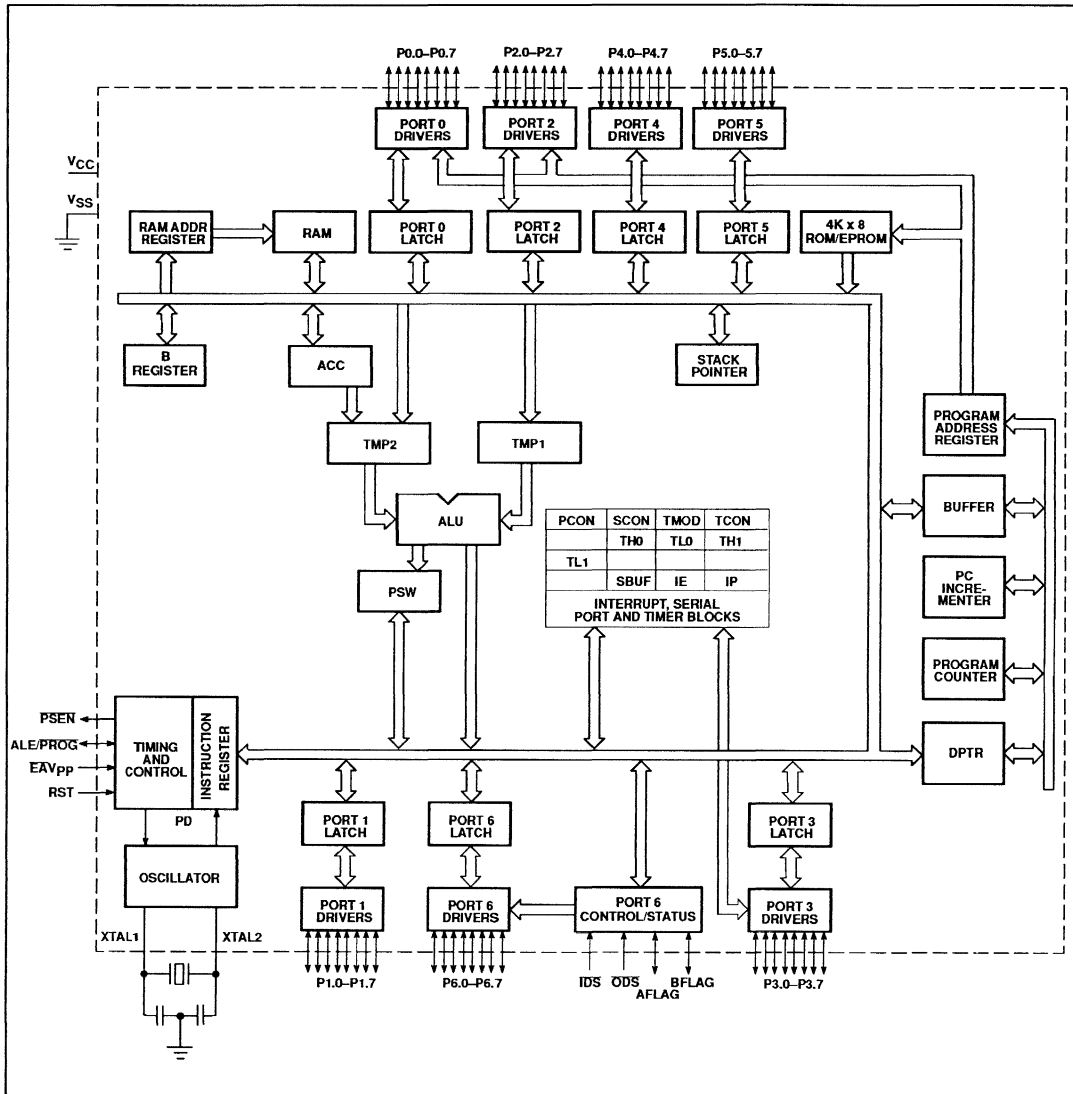 P0.0–P0.7 P2.0–P2.7 P4.0–P4.7 P5.0–5.7
PORT 0
DRIVERS
PORT 2
DRIVERS
PORT 4
DRIVERS
PORT 5
DRIVERS
VCC
VSS
RAM ADDR
REGISTER
RAM
PORT 0
LATCH
PORT 2
LATCH
PORT 4
LATCH
PORT 5
LATCH
4K x 8
ROM/EPROM
B
REGISTER
ACC
STACK
POINTER
TMP2
TMP1
PROGRAM
ADDRESS
REGISTER
ALU
BUFFER
PCON SCON TMOD TCON
TH0 TL0 TH1
TL1
SBUF IE IP
INTERRUPT, SERIAL
PORT AND TIMER BLOCKS
PSW
PC
INCRE-
MENTER
PROGRAM
COUNTER
DPTR
PSEN
ALE/PROG
EAVPP
RST
TIMING
AND
CONTROL
INSTRUCTION
REGISTER
PD
OSCILLATOR
PORT 1
LATCH
PORT 6
LATCH
PORT 3
LATCH
PORT 1
DRIVERS
PORT 6
DRIVERS
PORT 6
CONTROL/STATUS
PORT 3
DRIVERS
XTAL1 XTAL2
P1.0–P1.7 P6.0–P6.7
IDS ODS BFLAG
AFLAG
P3.0–P3.7